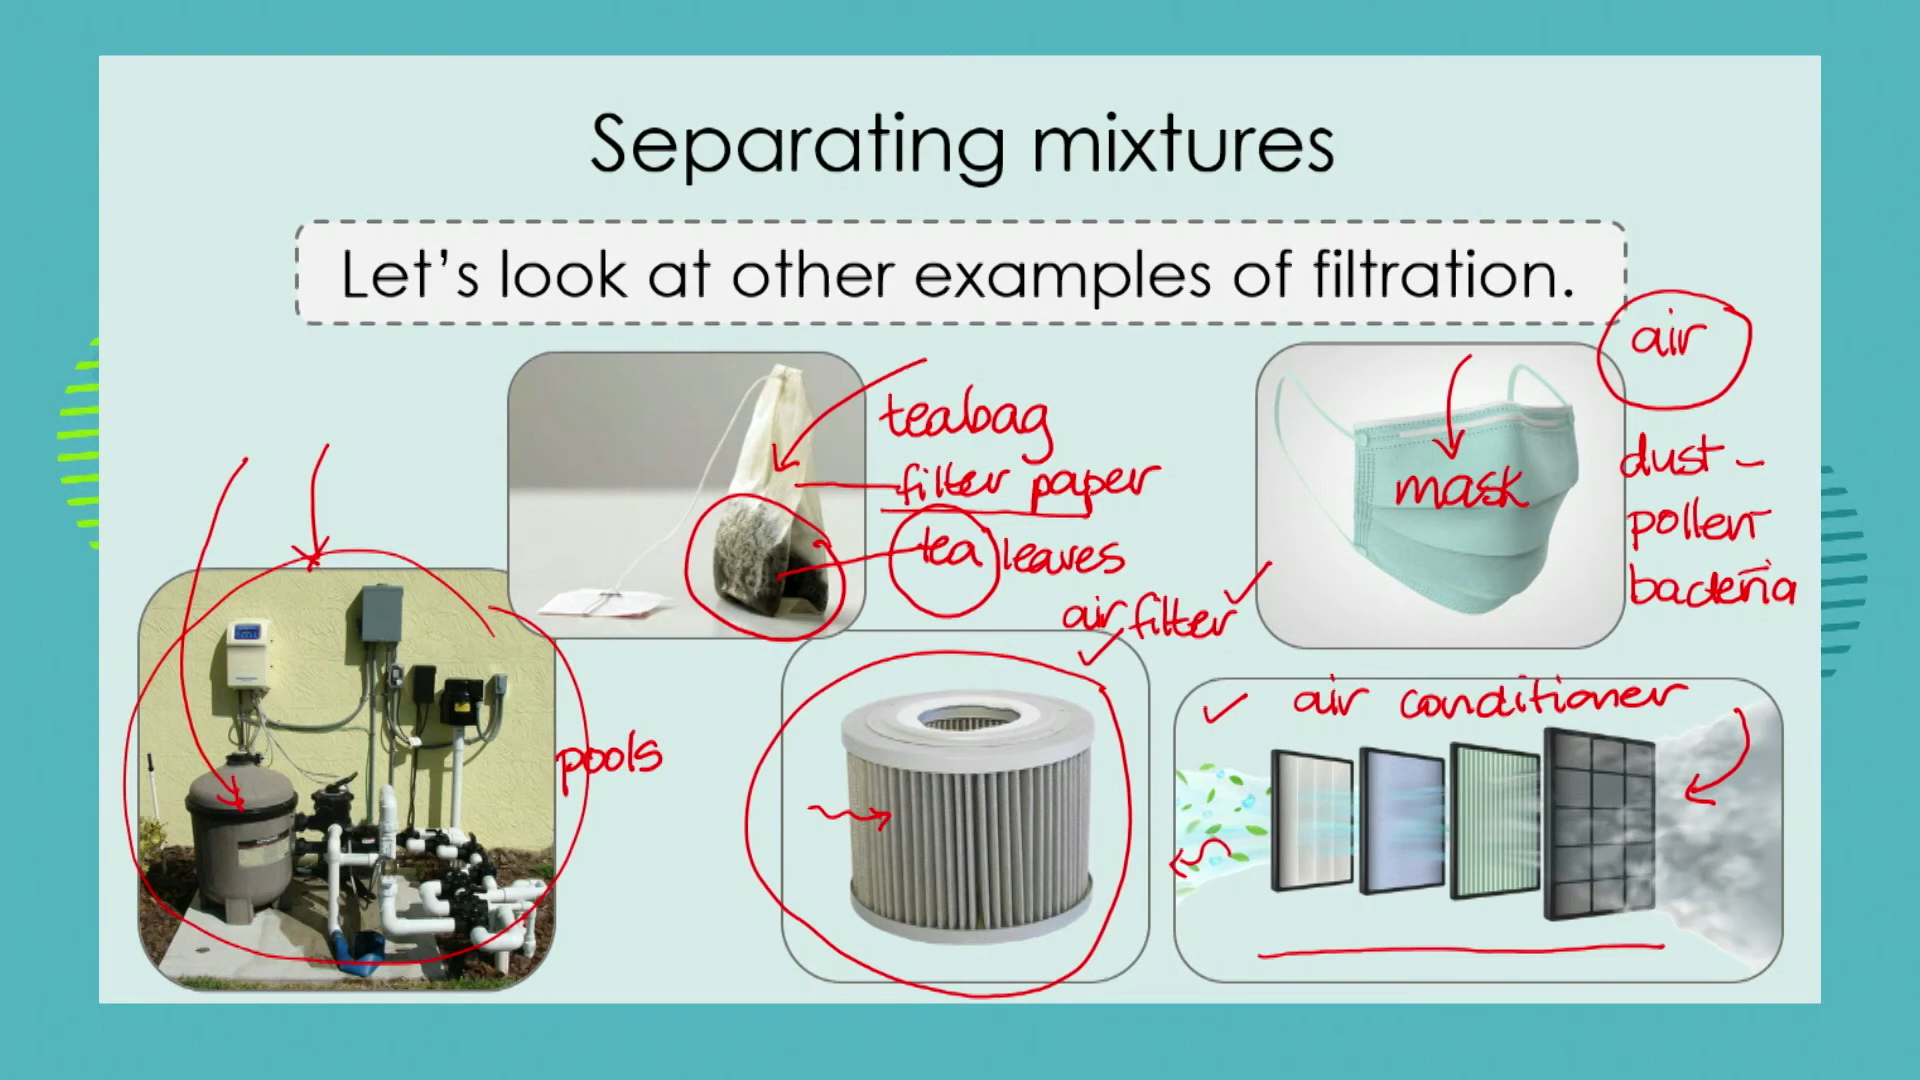 Separating mixtures
Let's look at other examples of filtration.
air
teabag
filter paper
tea leaves
mask
dust -
pollen
bacteria
air filter
pools
air conditioner